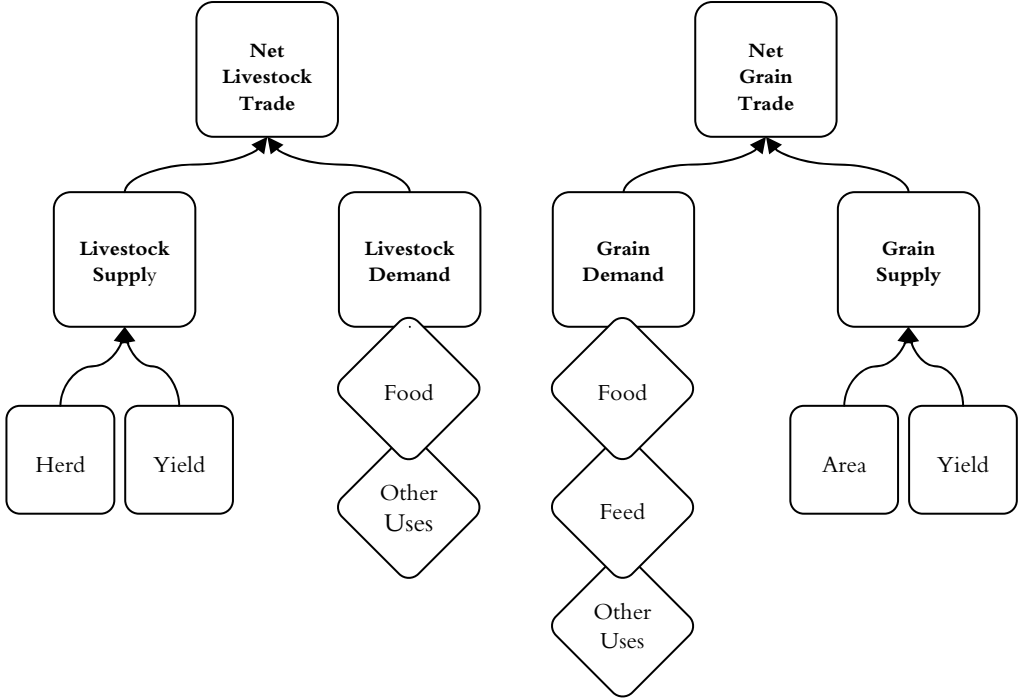 Net
Livestock
Trade
Net
Grain
Trade
Livestock
Supply
Livestock
Demand
Grain
Demand
Grain
Supply
Food
Food
Herd
Yield
Other
Uses
Feed
Area
Yield
Other
Uses